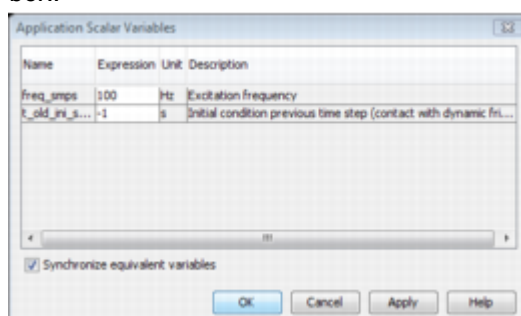 Application Scalar Variables
Name Expression Unit Description
freq_smps 100 Hz Excitation frequency
t_old_ini_s... -1 s Initial condition previous time step (contact with dynamic fri...
Synchronize equivalent variables
OK Cancel Apply Help